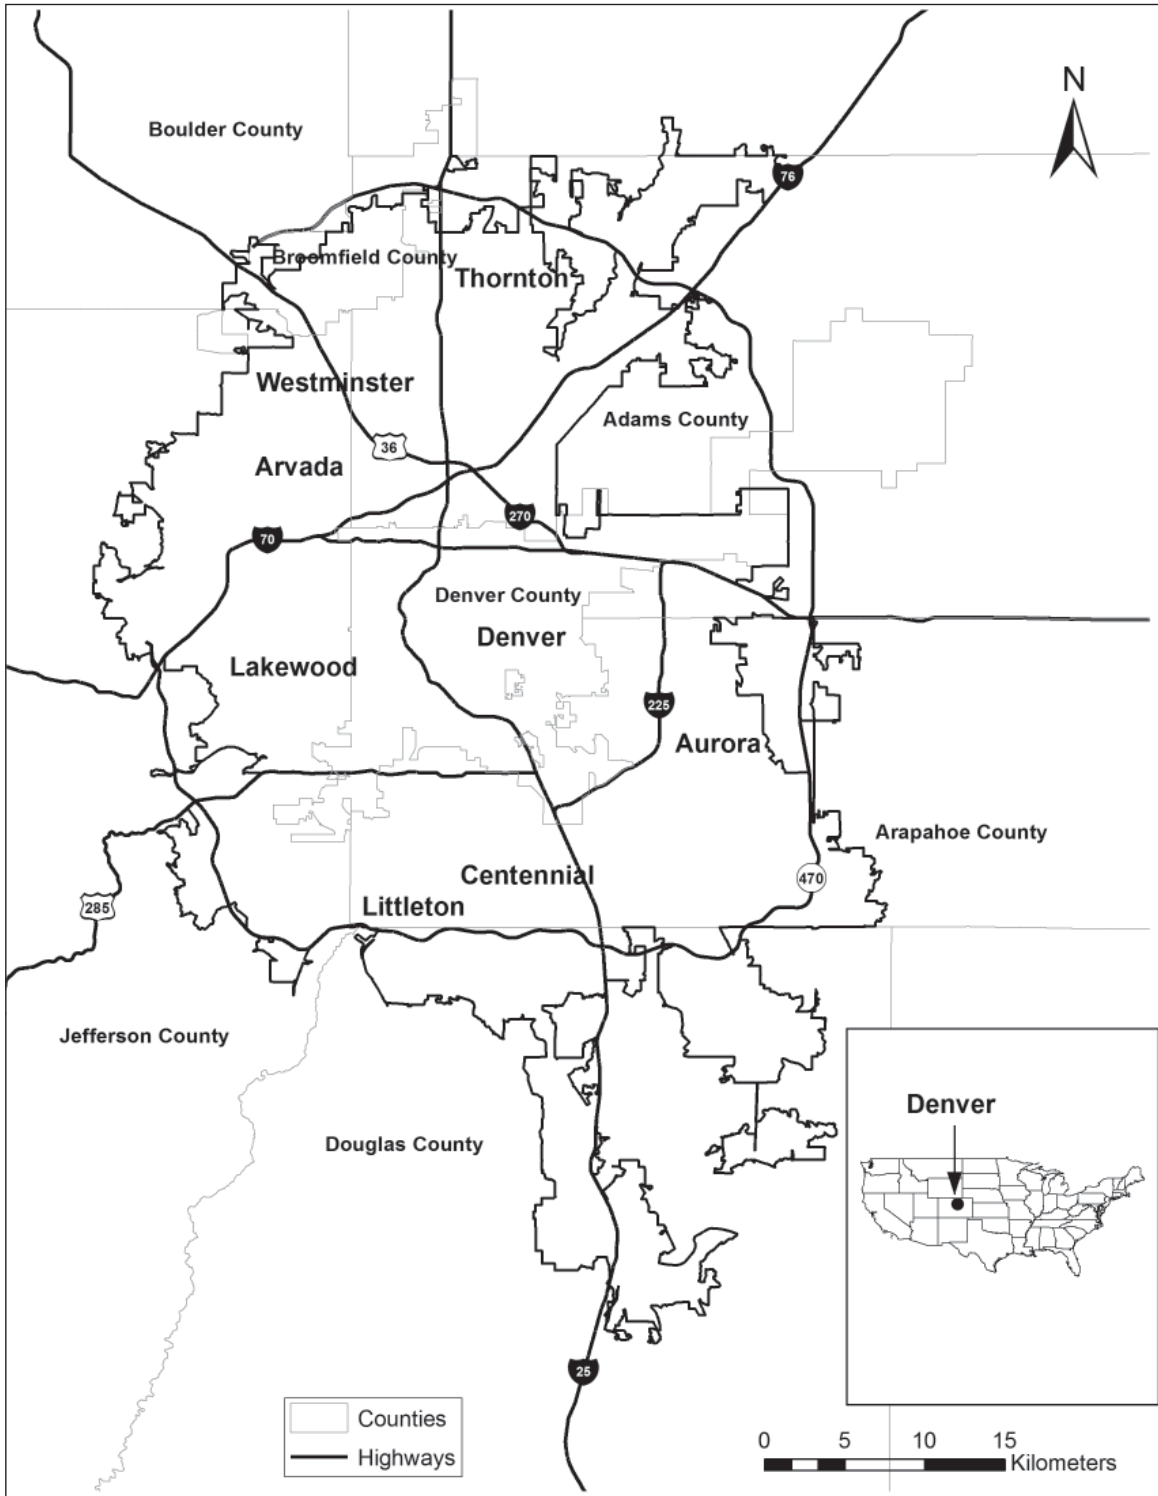 N
Boulder County
76
Broomfield County
Thornton
Westminster
Adams County
36
Arvada
270
70
Denver County
Denver
Lakewood
225
Aurora
Arapahoe County
Centennial
470
285
Littleton
Jefferson County
Denver
Douglas County
25
Counties
Highways
0 5 10 15
Kilometers